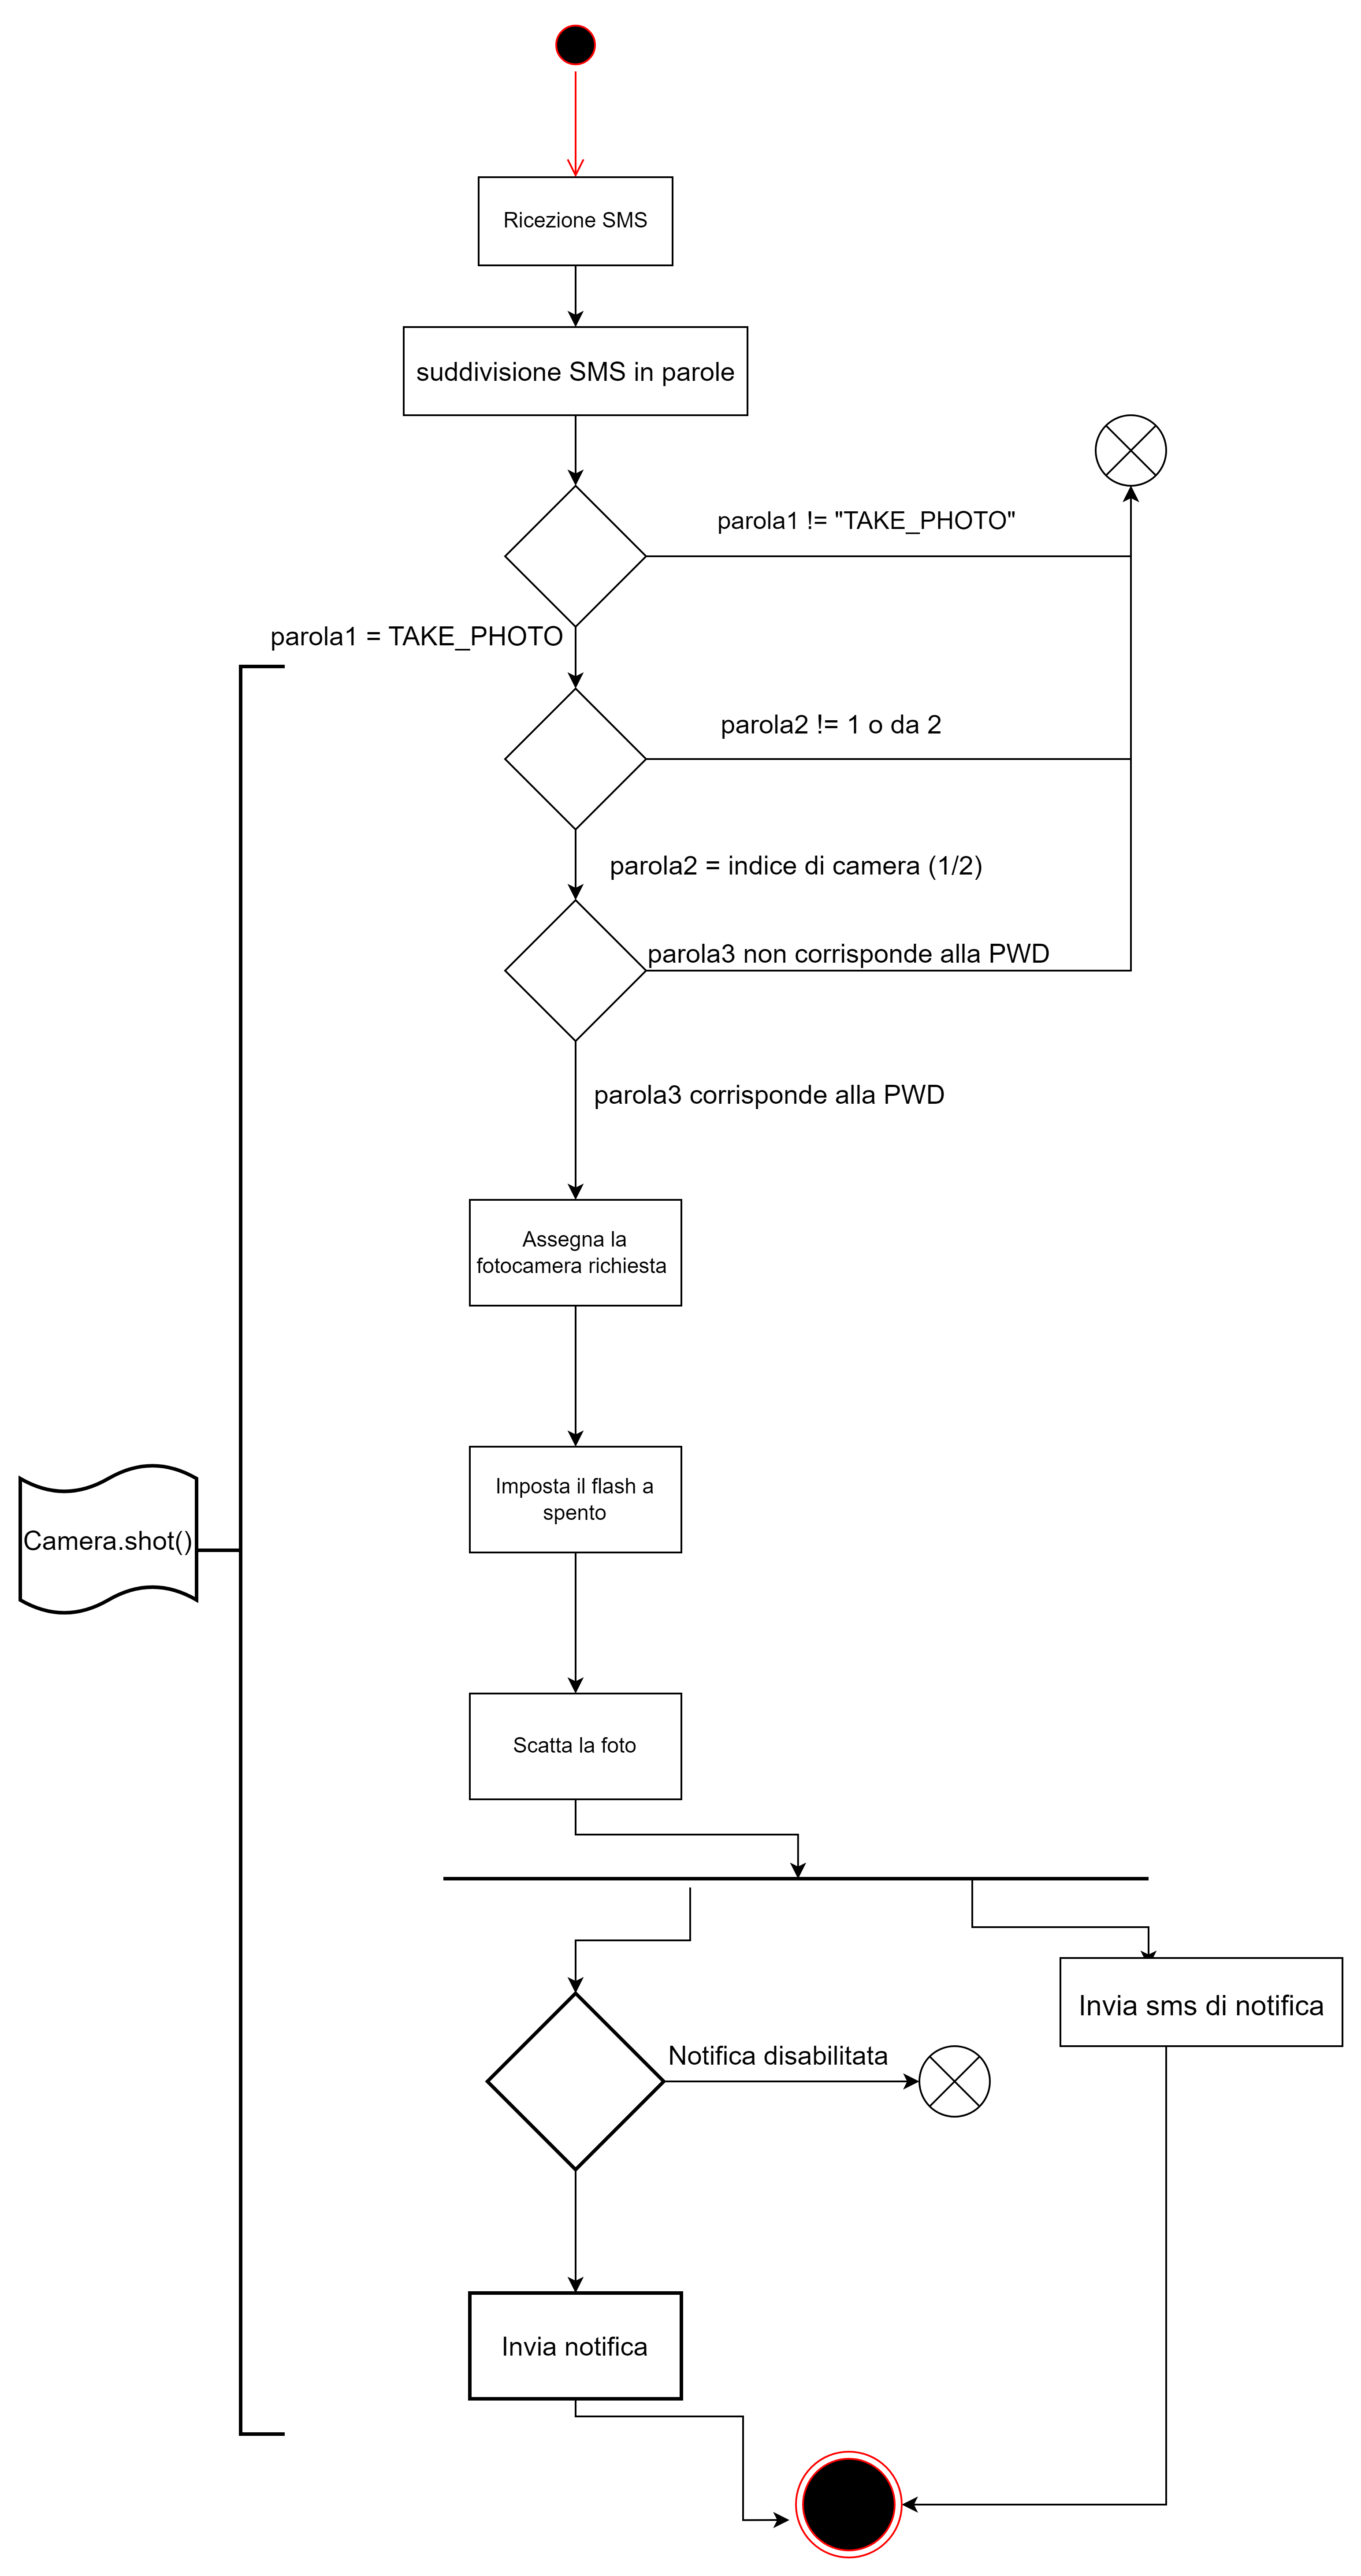 Ricezione SMS
suddivisione SMS in parole
parola1 != "TAKE_PHOTO"
parola1 = TAKE_PHOTO
parola2 != 1 o da 2
parola2 = indice di camera (1/2)
parola3 non corrisponde alla PWD
parola3 corrisponde alla PWD
Assegna la
fotocamera richiesta
Imposta il flash a
spento
Camera.shot()
Scatta la foto
Invia sms di notifica
Notifica disabilitata
Invia notifica